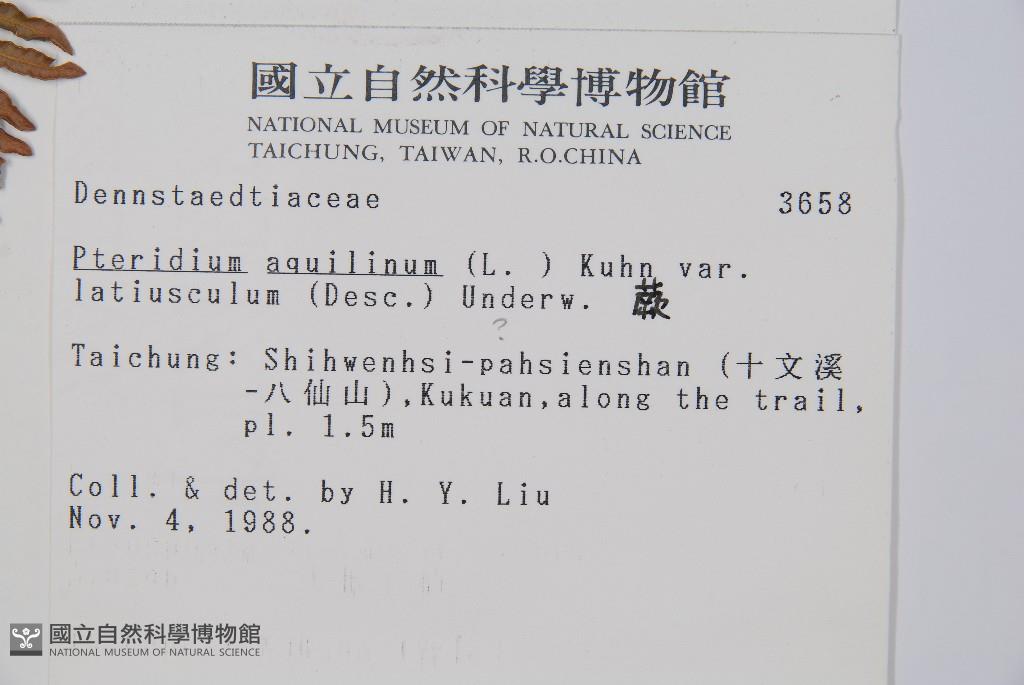 國立自然科學博物館
NATIONAL MUSEUM OF NATURAL SCIENCE
TAICHUNG, TAIWAN, R.O.CHINA
Dennstaedtiaceae 3658
Pteridium aquilinum (L. ) Kuhn var.
latiusculum (Desc.) Underw. 蕨
?
Taichung: Shihwenhsi-pahsienshan (十文溪
-八仙山),Kukuan,along the trail,
pl. 1.5m
Coll. & det. by H. Y. Liu
Nov. 4, 1988.
國立自然科學博物館
NATIONAL MUSEUM OF NATURAL SCIENCE